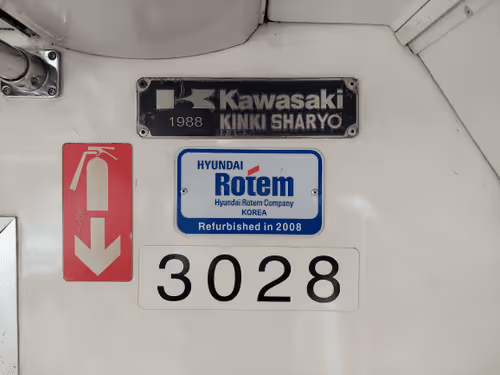 Kawasaki
1988 KINKI SHARYO
HYUNDAI
Rotem
Hyundai Rotem Company
KOREA
Refurbished in 2008
3028